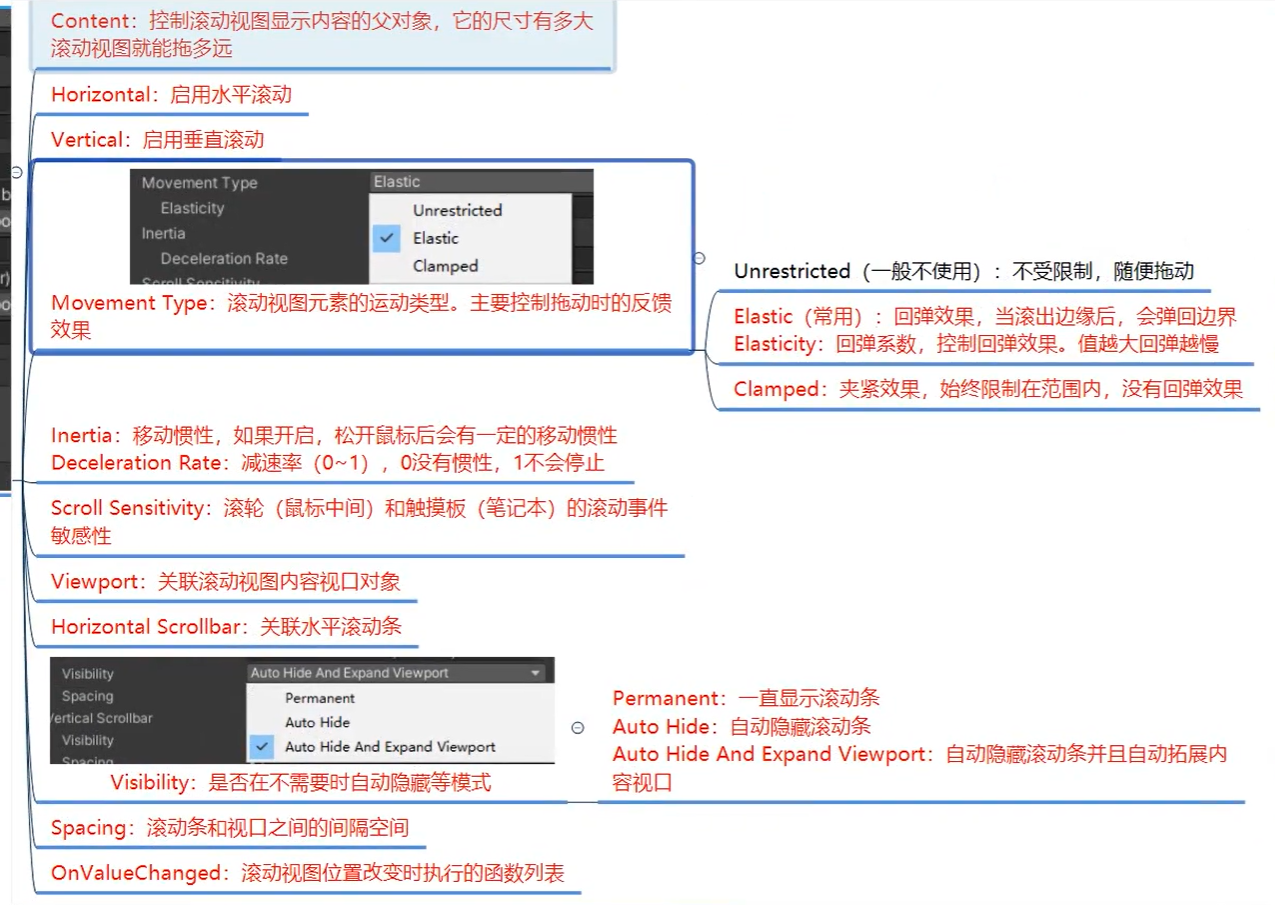 Content：控制滚动视图显示内容的父对象，它的尺寸有多大
滚动视图就能拖多远
Horizontal：启用水平滚动
Vertical：启用垂直滚动
Movement Type
Elastic
Elasticity
Unrestricted
Inertia
Elastic
Deceleration Rate
Clamped
Scroll Sensitivity
Movement Type：滚动视图元素的运动类型。主要控制拖动时的反馈
效果
Unrestricted（一般不使用）：不受限制，随便拖动
Elastic（常用）：回弹效果，当滚出边缘后，会弹回边界
Elasticity：回弹系数，控制回弹效果。值越大回弹越慢
Clamped：夹紧效果，始终限制在范围内，没有回弹效果
Inertia：移动惯性，如果开启，松开鼠标后会有一定的移动惯性
Deceleration Rate：减速率（0~1），0没有惯性，1不会停止
Scroll Sensitivity：滚轮（鼠标中间）和触摸板（笔记本）的滚动事件
敏感性
Viewport：关联滚动视图内容视口对象
Horizontal Scrollbar：关联水平滚动条
Visibility
Auto Hide And Expand Viewport
Spacing
Permanent
Vertical Scrollbar
Auto Hide
Visibility
Auto Hide And Expand Viewport
Spacing
Visibility：是否在不需要时自动隐藏等模式
Permanent：一直显示滚动条
Auto Hide：自动隐藏滚动条
Auto Hide And Expand Viewport：自动隐藏滚动条并且自动拓展内
容视口
Spacing：滚动条和视口之间的间隔空间
OnValueChanged：滚动视图位置改变时执行的函数列表